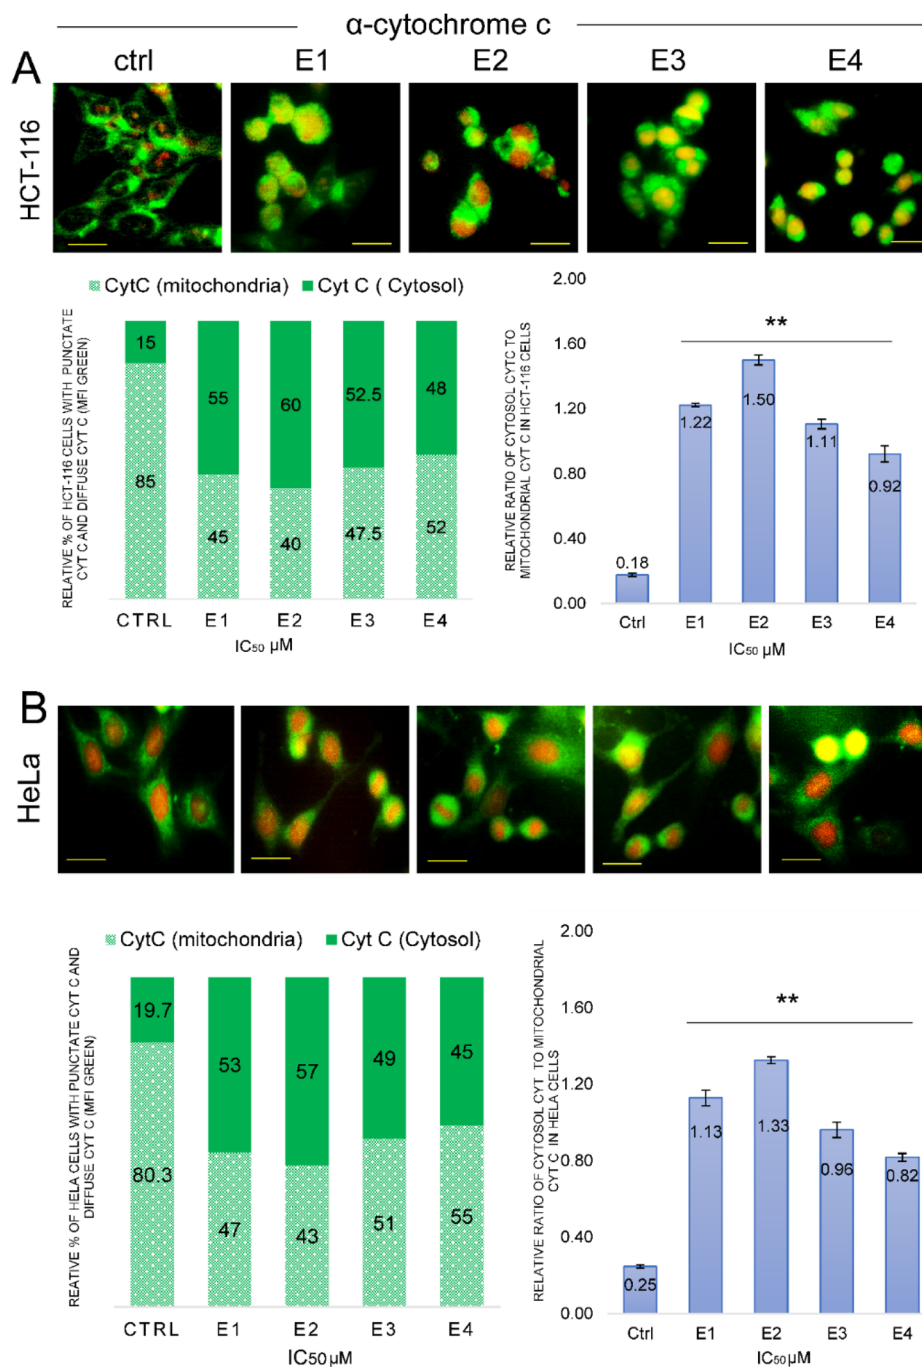 α-cytochrome c
A
ctrl E1 E2 E3 E4
HCT-116
CytC (mitochondria) Cyt C ( Cytosol)
RELATIVE % OF HCT-116 CELLS WITH PUNCTATE
CYT C AND DIFFUSE CYT C (MFI GREEN)
15 55 60 52.5 48
85 45 40 47.5 52
CTRL E1 E2 E3 E4
IC50 µM
RELATIVE RATIO OF CYTOSOL CYTC TO
MITOCHONDRIAL CYT C IN HCT-116 CELLS
2.00
1.60
1.20
0.80
0.40
0.00
**
0.18 1.22 1.50 1.11 0.92
Ctrl E1 E2 E3 E4
IC50 µM
B
HeLa
CytC (mitochondria) Cyt C (Cytosol)
REATIVE % OF HELA CELLS WITH PUNCTATE CYT C AND
DIFFUSE CYT C (MFI GREEN)
19.7 53 57 49 45
80.3 47 43 51 55
CTRL E1 E2 E3 E4
IC50 µM
RELATIVE RATIO OF CYTOSOL CYT TO MITOCHONDRIAL
CYT C IN HELA CELLS
2.00
1.60
1.20
0.80
0.40
0.00
**
0.25 1.13 1.33 0.96 0.82
Ctrl E1 E2 E3 E4
IC50 µM